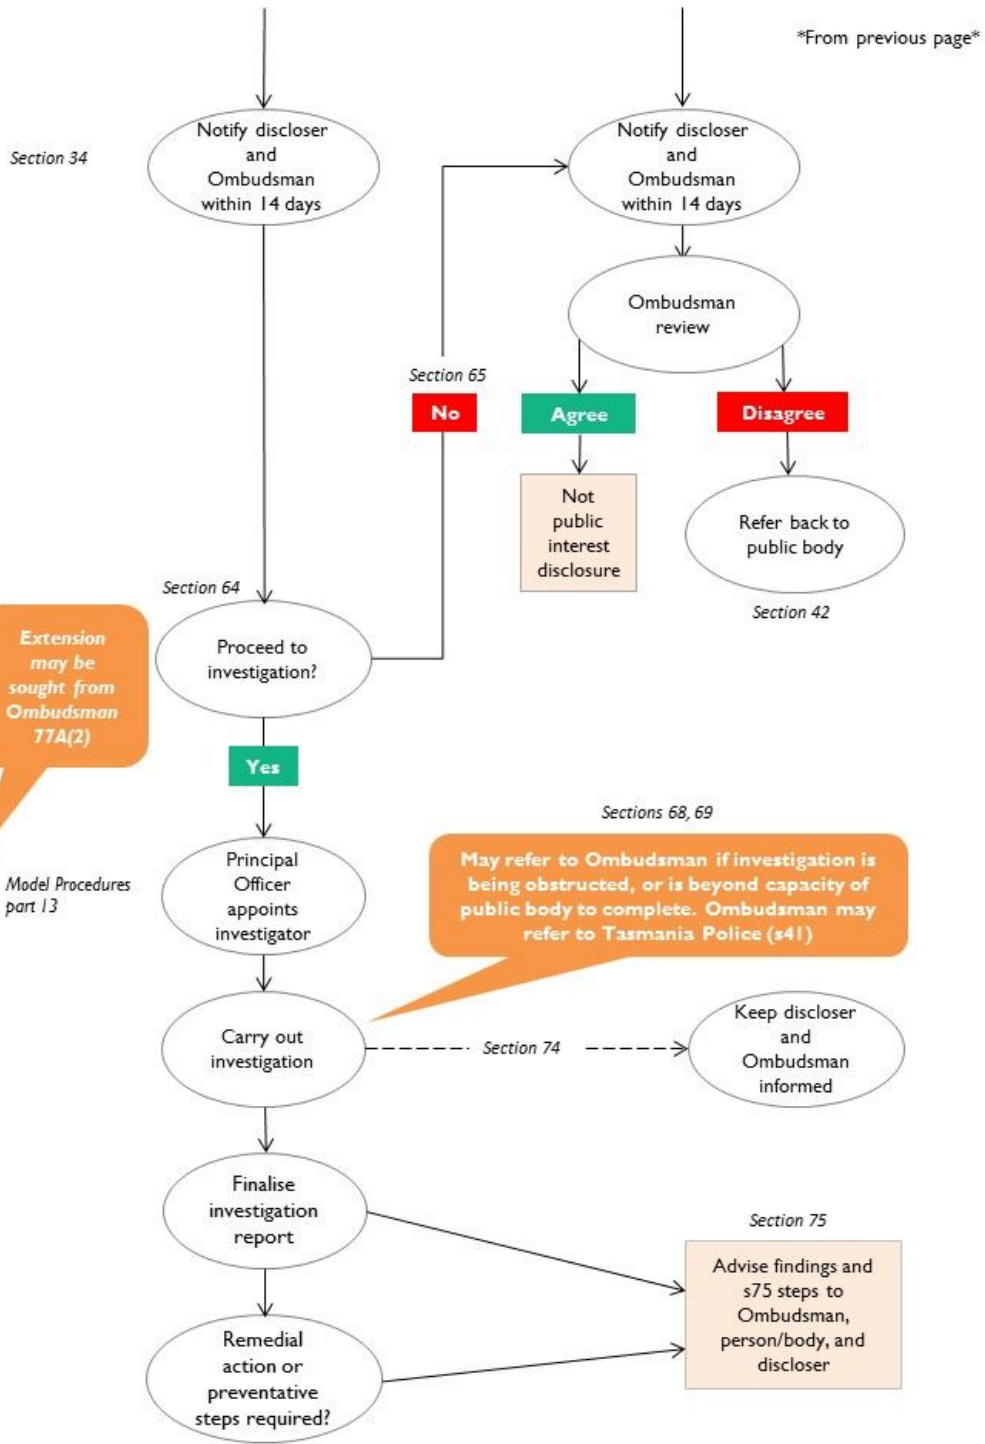 *From previous page*
Section 34
Notify discloser
and
Ombudsman
within 14 days
Notify discloser
and
Ombudsman
within 14 days
Ombudsman
review
Section 65
No
Agree
Disagree
Not
public
interest
disclosure
Refer back to
public body
Section 42
Section 64
Proceed to
investigation?
Extension
may be
sought from
Ombudsman
77A(2)
Yes
Sections 68, 69
May refer to Ombudsman if investigation is
being obstructed, or is beyond capacity of
public body to complete. Ombudsman may
refer to Tasmania Police (s41)
Model Procedures
part 13
Principal
Officer
appoints
investigator
Carry out
investigation
Section 74
Keep discloser
and
Ombudsman
informed
Finalise
investigation
report
Section 75
Advise findings and
s75 steps to
Ombudsman,
person/body, and
discloser
Remedial
action or
preventative
steps required?